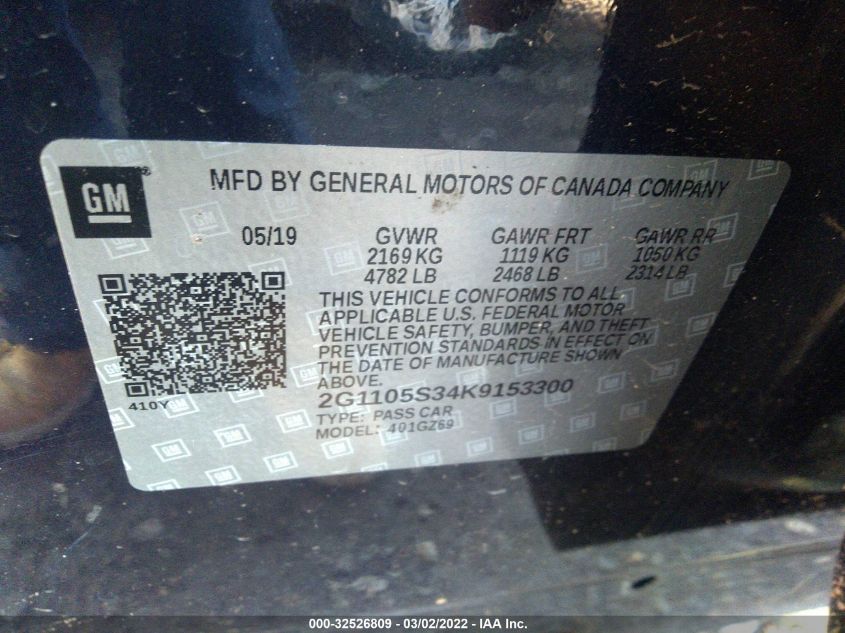 GM
MFD BY GENERAL MOTORS OF CANADA COMPANY
05/19 GVWR GAWR FRT GAWR RR
2169 KG 1119 KG 1050 KG
4782 LB 2468 LB 2314 LB
THIS VEHICLE CONFORMS TO ALL
APPLICABLE U.S. FEDERAL MOTOR
VEHICLE SAFETY, BUMPER, AND THEFT
PREVENTION STANDARDS IN EFFECT ON
THE DATE OF MANUFACTURE SHOWN
ABOVE.
410Y
2G1105S34K9153300
TYPE: PASS CAR
MODEL: 401GZ69
000-32526809 - 03/02/2022 - IAA Inc.